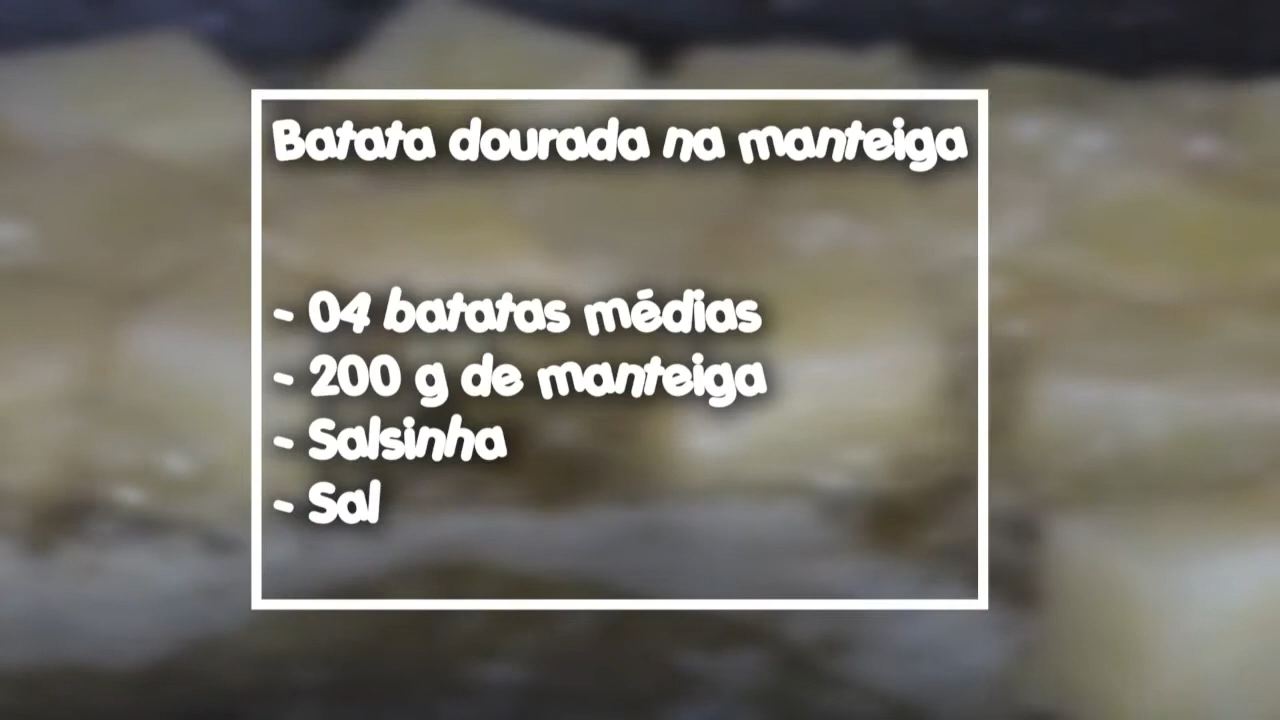 Batata dourada na manteiga
- 04 batatas médias
- 200 g de manteiga
- Salsinha
- Sal